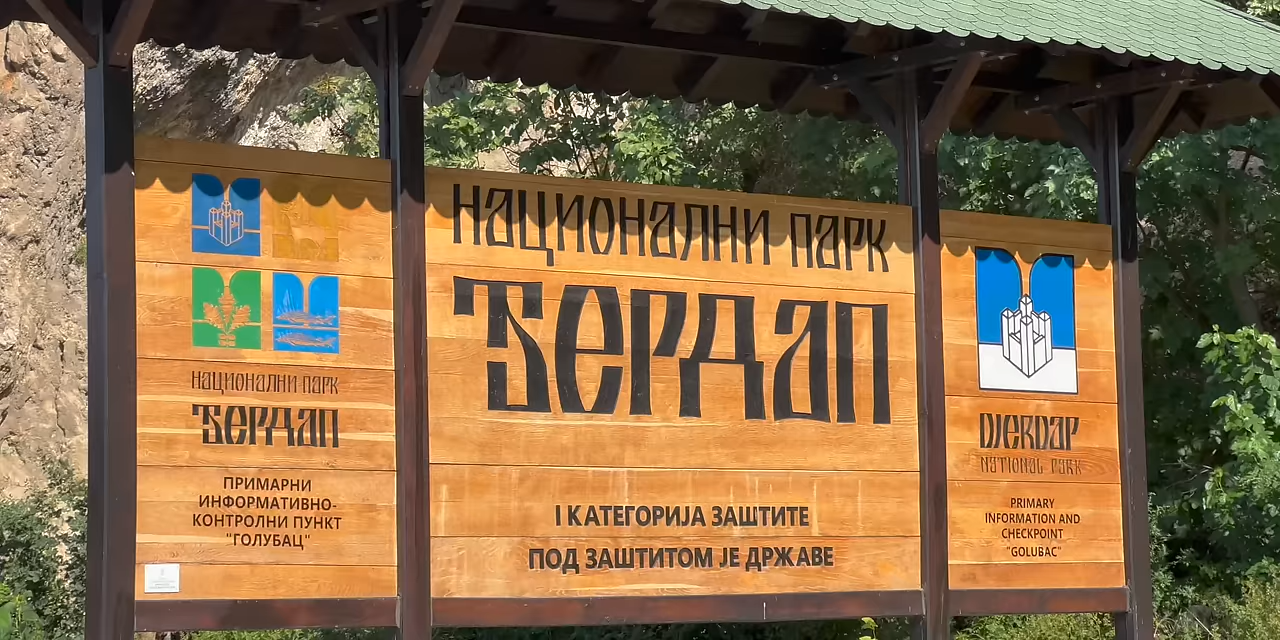 НАЦИОНАЛНИ ПАРК
ЂЕРДАП
ПРИМАРНИ
ИНФОРМАТИВНО-
КОНТРОЛНИ ПУНКТ
"ГОЛУБАЦ"
НАЦИОНАЛНИ ПАРК
ЂЕРДАП
I КАТЕГОРИЈА ЗАШТИТЕ
ПОД ЗАШТИТОМ ЈЕ ДРЖАВЕ
DJERDAP
NATIONAL PARK
PRIMARY
INFORMATION AND
CHECKPOINT
"GOLUBAC"